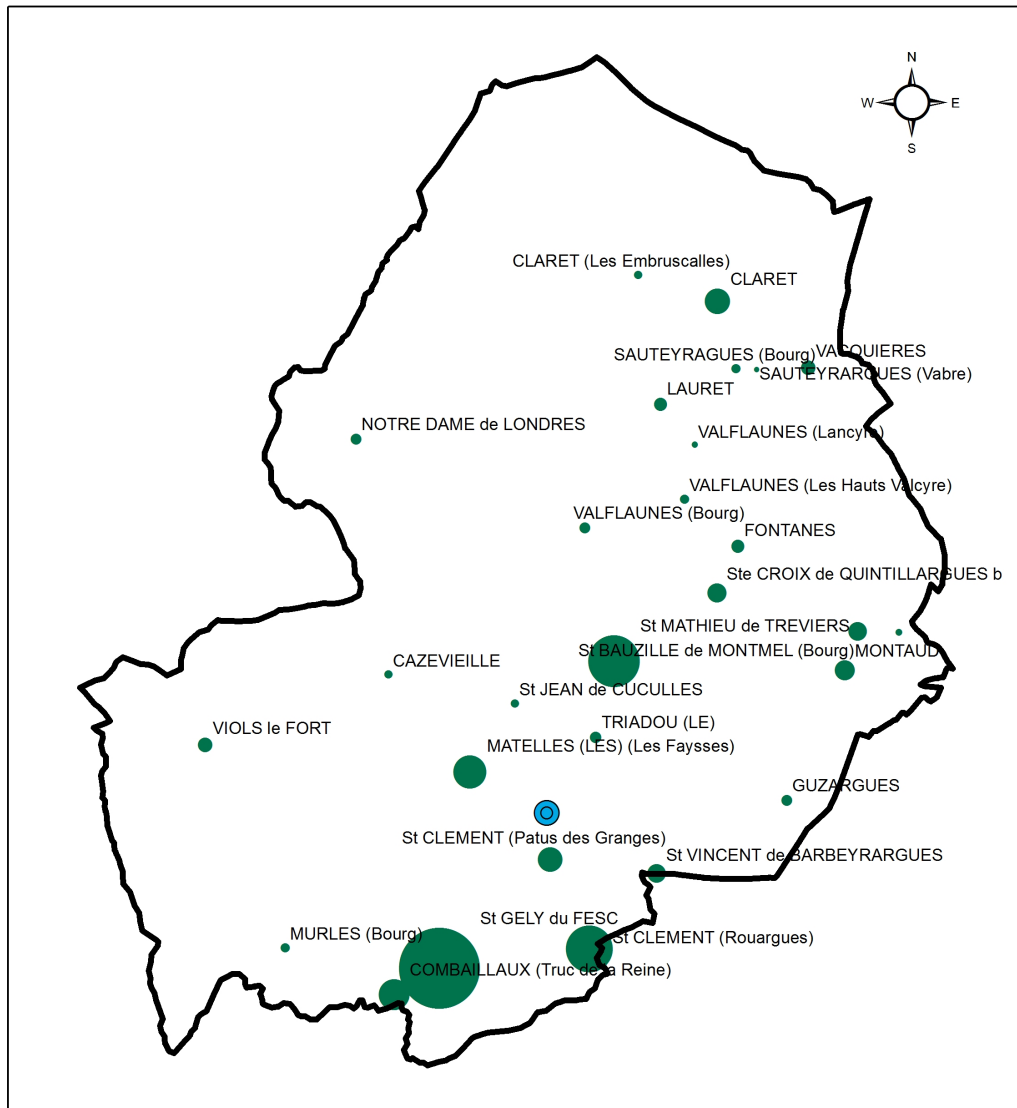 N
W E
S
CLARET (Les Embruscalles)
CLARET
SAUTEYRAGUES (Bourg)
VACQUIERES
SAUTEYRARGUES (Vabre)
LAURET
NOTRE DAME de LONDRES
VALFLAUNES (Lancyre)
VALFLAUNES (Les Hauts Valcyre)
VALFLAUNES (Bourg)
FONTANES
Ste CROIX de QUINTILLARGUES b
St MATHIEU de TREVIERS
St BAUZILLE de MONTMEL (Bourg)
MONTAUD
CAZEVIEILLE
St JEAN de CUCULLES
TRIADOU (LE)
VIOLS le FORT
MATELLES (LES) (Les Faysses)
GUZARGUES
St CLEMENT (Patus des Granges)
St VINCENT de BARBEYRARGUES
St GELY du FESC
MURLES (Bourg)
St CLEMENT (Rouargues)
COMBAILLAUX (Truc de la Reine)